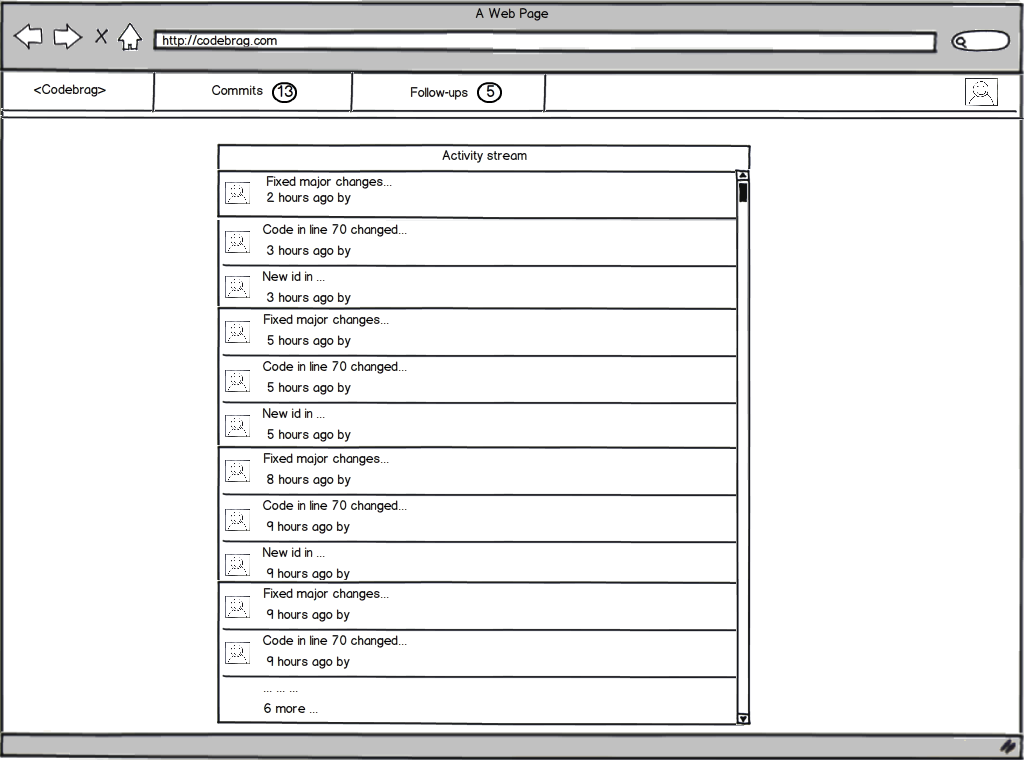 A Web Page
http://codebrag.com
<Codebrag> Commits 13 Follow-ups 5
Activity stream
Fixed major changes...
2 hours ago by
Code in line 70 changed...
3 hours ago by
New id in ...
3 hours ago by
Fixed major changes...
5 hours ago by
Code in line 70 changed...
5 hours ago by
New id in ...
5 hours ago by
Fixed major changes...
8 hours ago by
Code in line 70 changed...
9 hours ago by
New id in ...
9 hours ago by
Fixed major changes...
9 hours ago by
Code in line 70 changed...
9 hours ago by
... ... ...
6 more ...